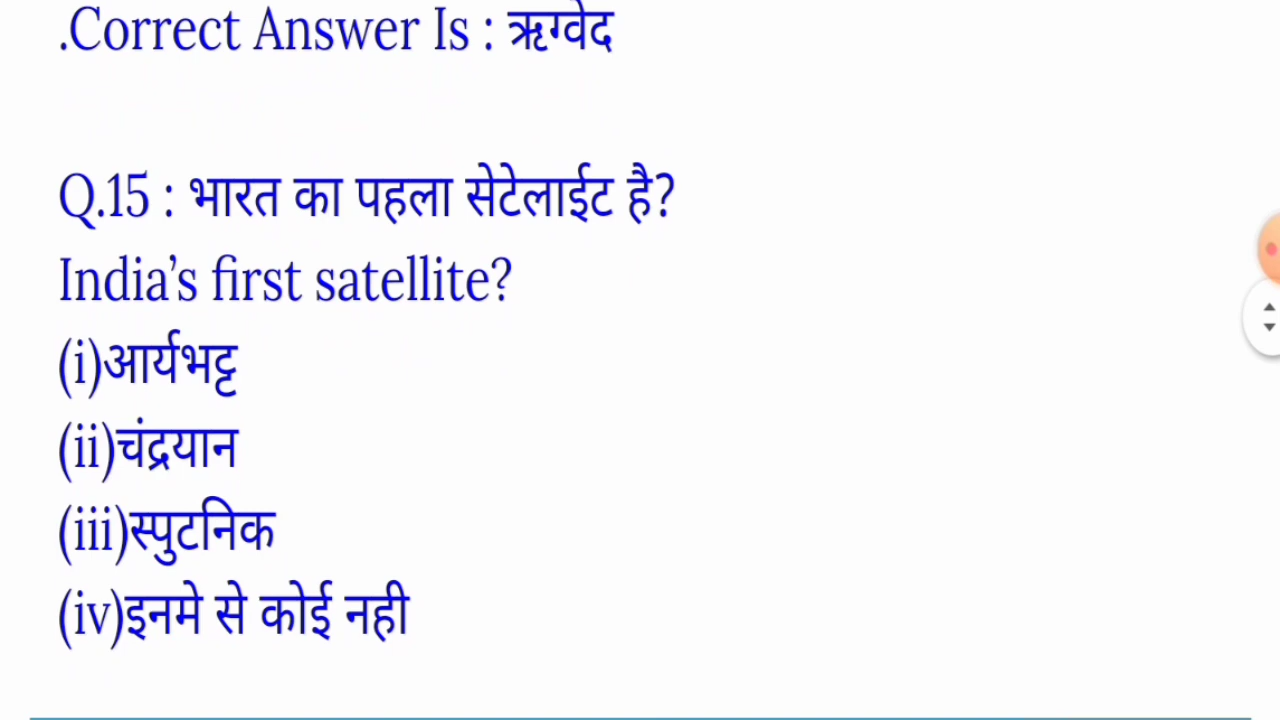 .Correct Answer Is : ऋग्वेद
Q.15 : भारत का पहला सेटेलाईट है?
India’s first satellite?
(i)आर्यभट्ट
(ii)चंद्रयान
(iii)स्पुटनिक
(iv)इनमे से कोई नही